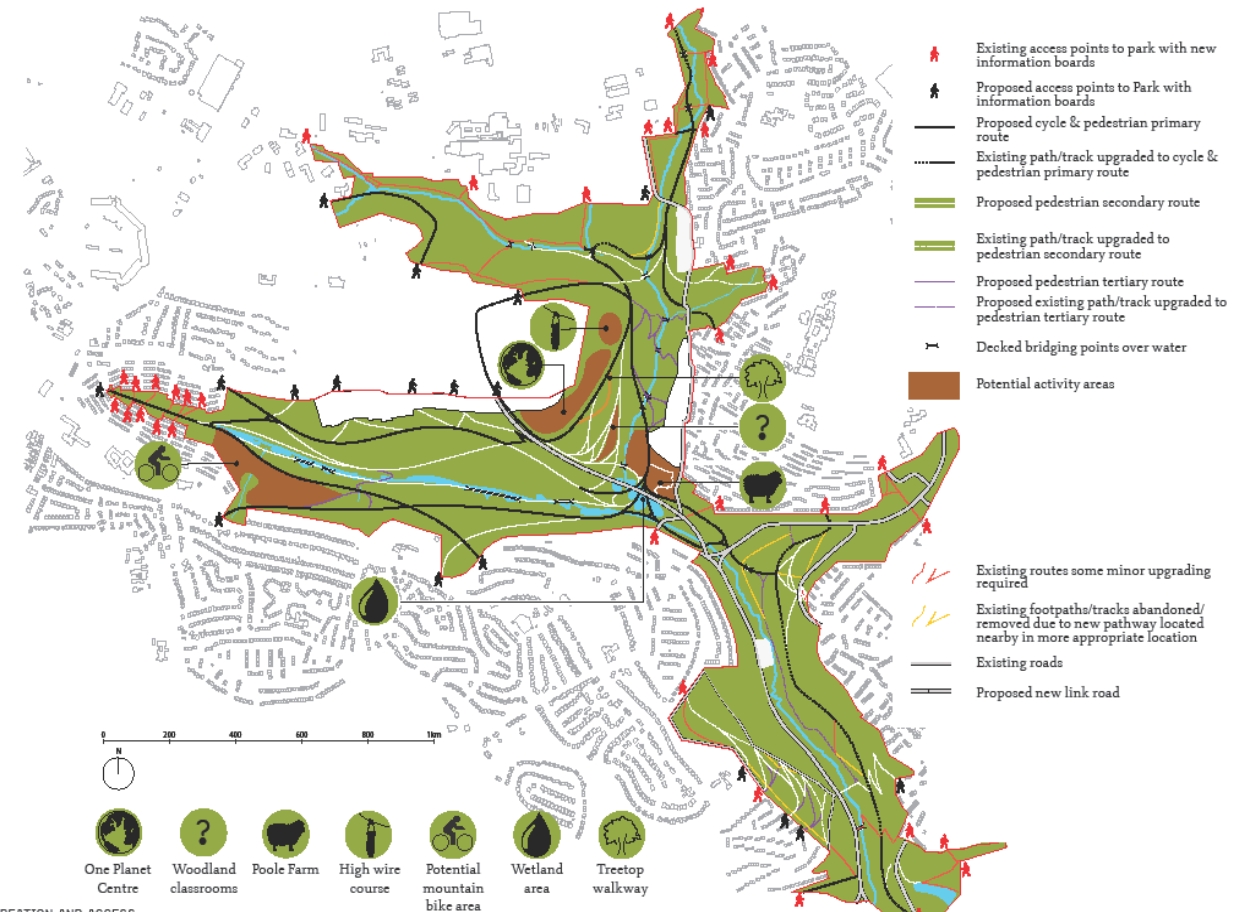 Existing access points to park with new
information boards
Proposed access points to Park with
information boards
Proposed cycle & pedestrian primary
route
Existing path/track upgraded to cycle &
pedestrian primary route
Proposed pedestrian secondary route
Existing path/track upgraded to
pedestrian secondary route
Proposed pedestrian tertiary route
Proposed existing path/track upgraded to
pedestrian tertiary route
Decked bridging points over water
Potential activity areas
?
Existing routes some minor upgrading
required
Existing footpaths/tracks abandoned/
removed due to new pathway located
nearby in more appropriate location
Existing roads
Proposed new link road
0 200 400 600 800 1km
N
?
One Planet
Centre
Woodland
classrooms
Poole Farm
High wire
course
Potential
mountain
bike area
Wetland
area
Treetop
walkway
AND ACCESS